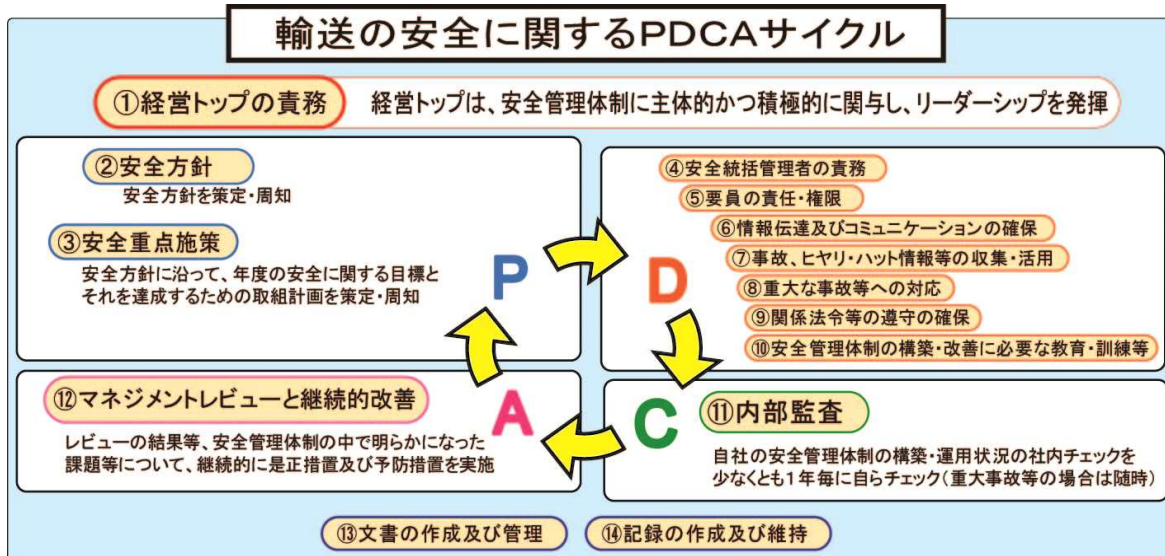 輸送の安全に関するPDCAサイクル
①経営トップの責務
経営トップは、安全管理体制に主体的かつ積極的に関与し、リーダーシップを発揮
②安全方針
安全方針を策定・周知
③安全重点施策
安全方針に沿って、年度の安全に関する目標と
それを達成するための取組計画を策定・周知
P
D
④安全統括管理者の責務
⑤要員の責任・権限
⑥情報伝達及びコミュニケーションの確保
⑦事故、ヒヤリ・ハット情報等の収集・活用
⑧重大な事故等への対応
⑨関係法令等の遵守の確保
⑩安全管理体制の構築・改善に必要な教育・訓練等
⑫マネジメントレビューと継続的改善
レビューの結果等、安全管理体制の中で明らかになった
課題等について、継続的に是正措置及び予防措置を実施
A
C
⑪内部監査
自社の安全管理体制の構築・運用状況の社内チェックを
少なくとも1年毎に自らチェック(重大事故等の場合は随時)
⑬文書の作成及び管理
⑭記録の作成及び維持